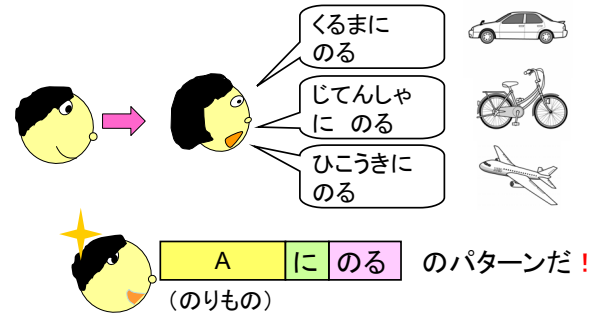 くるまに
のる
じてんしゃ
に のる
ひこうきに
のる
A に のる のパターンだ！
（のりもの）